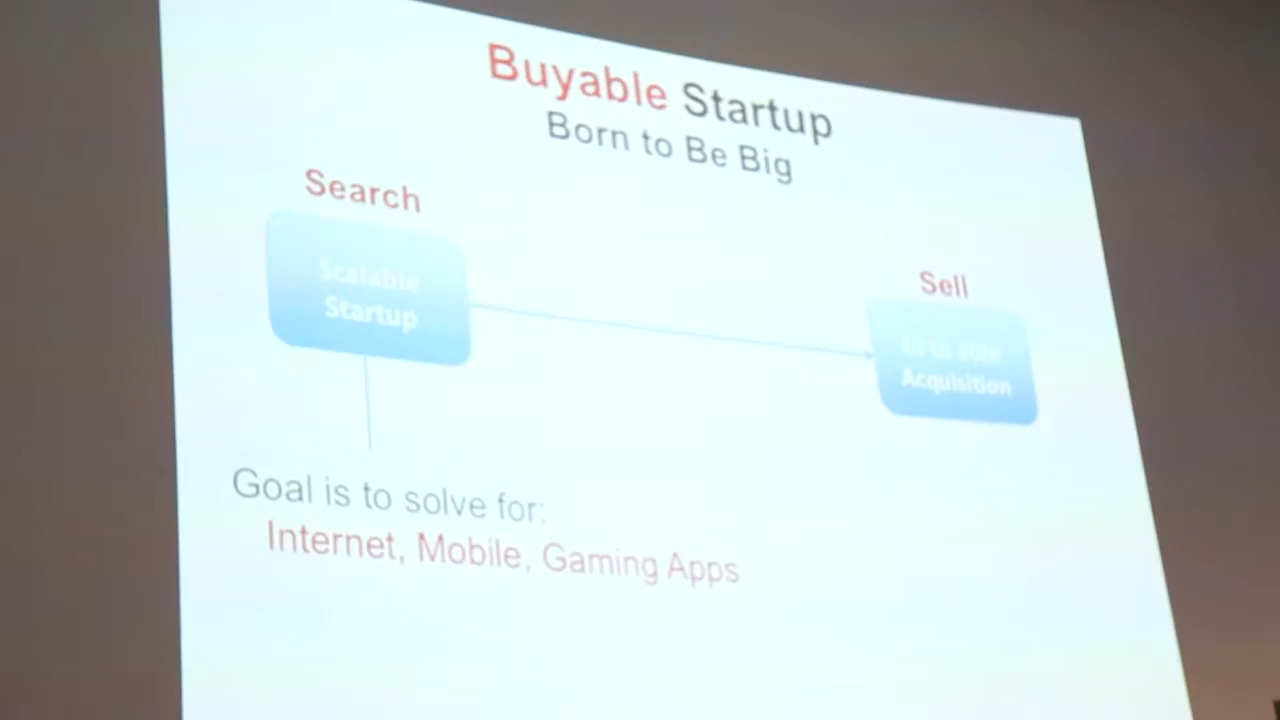 Buyable Startup
Born to Be Big
Search
Scalable
Startup
Sell
Acquisition
Goal is to solve for:
Internet, Mobile, Gaming Apps